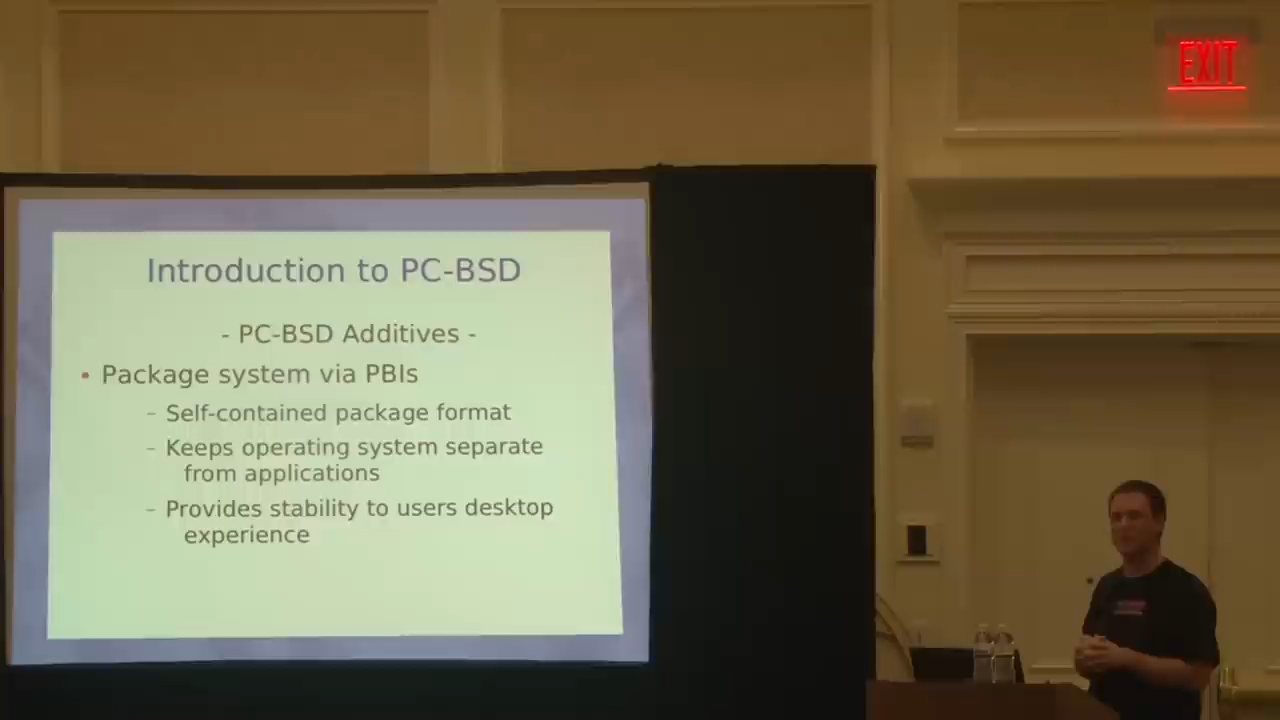 EXIT
Introduction to PC-BSD
- PC-BSD Additives -
• Package system via PBIs
– Self-contained package format
– Keeps operating system separate
from applications
– Provides stability to users desktop
experience